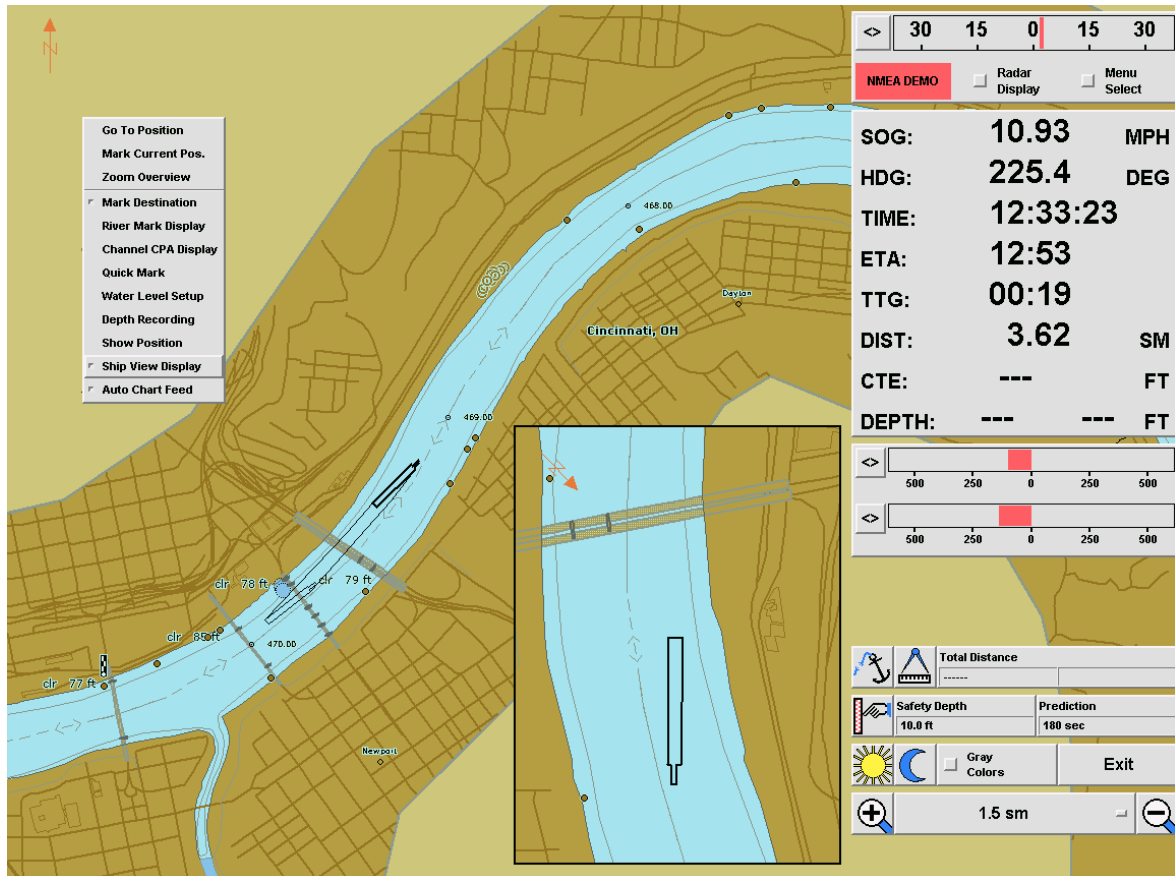 N
Go To Position
Mark Current Pos.
Zoom Overview
Mark Destination
River Mark Display
Channel CPA Display
Quick Mark
Water Level Setup
Depth Recording
Show Position
Ship View Display
Auto Chart Feed
468.00
Dayton
Cincinnati, OH
469.00
clr 78 ft
clr 79 ft
clr 85 ft
470.00
clr 77 ft
Newport
N
<> 30 15 0 15 30
NMEA DEMO
Radar
Display
Menu
Select
SOG: 10.93 MPH
HDG: 225.4 DEG
TIME: 12:33:23
ETA: 12:53
TTG: 00:19
DIST: 3.62 SM
CTE: --- FT
DEPTH: --- --- FT
<>
500 250 0 250 500
<>
500 250 0 250 500
Total Distance
------
Safety Depth
10.0 ft
Prediction
180 sec
Gray
Colors
Exit
1.5 sm